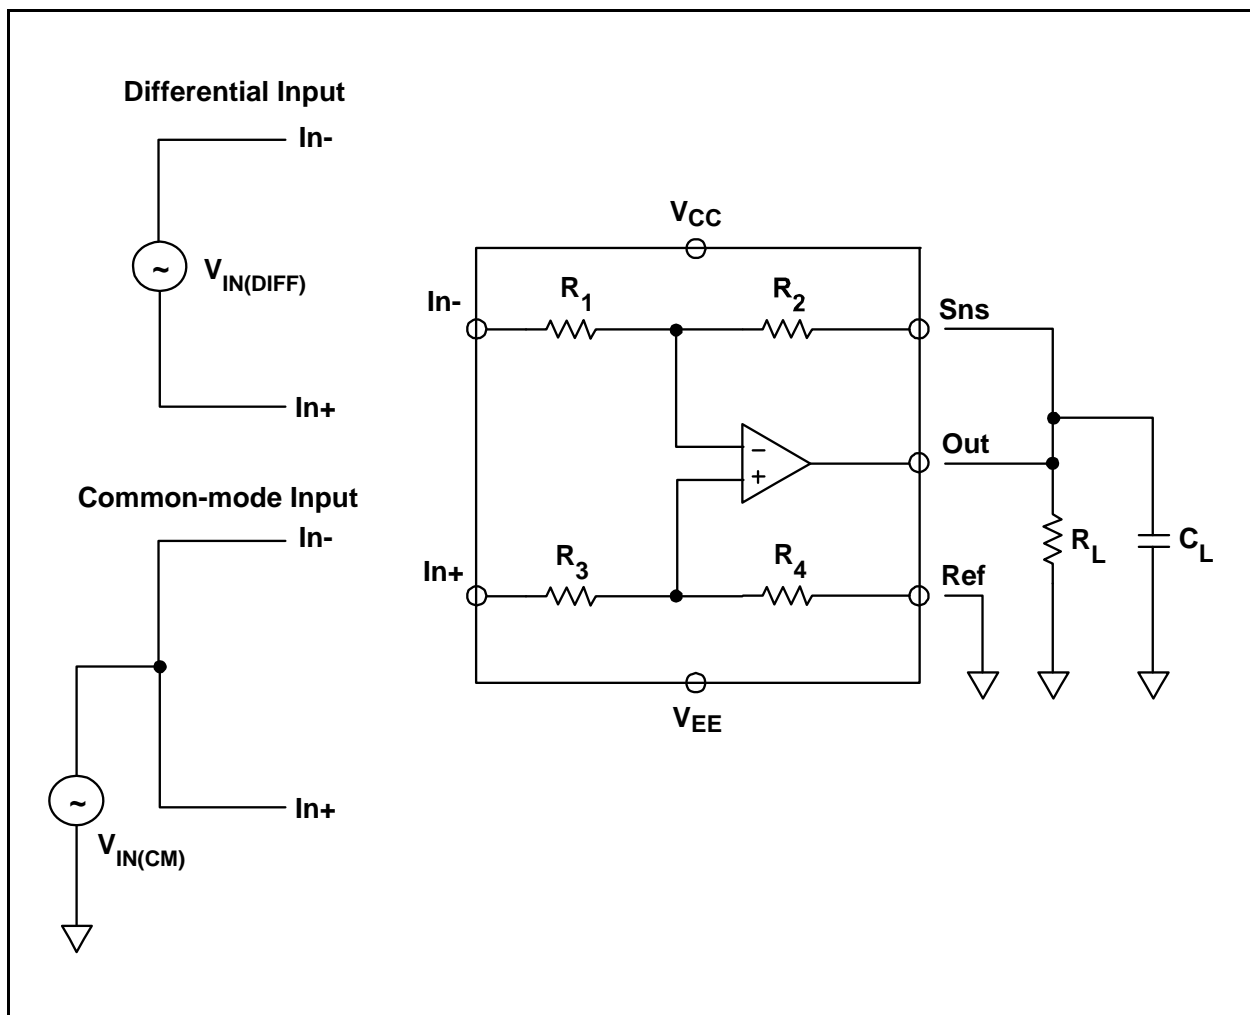 Differential Input
In-
~
V_IN(DIFF)
In+
Common-mode Input
In-
~
V_IN(CM)
In+
V_CC
In-
R_1
R_2
Sns
−
+
Out
In+
R_3
R_4
Ref
R_L
C_L
V_EE